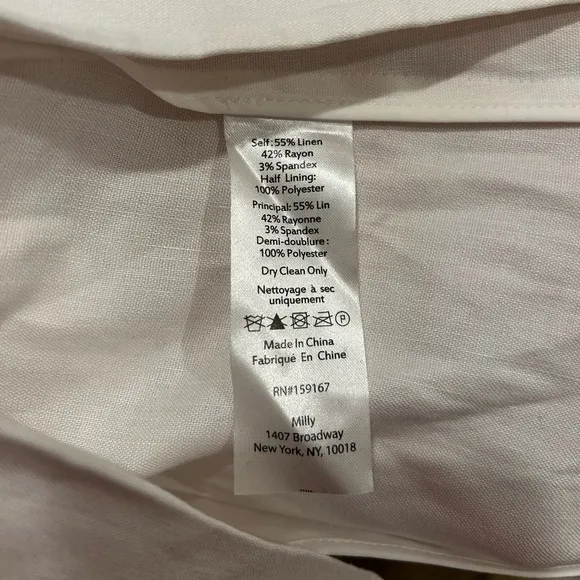 Self: 55% Linen
42% Rayon
3% Spandex
Half Lining:
100% Polyester
Principal: 55% Lin
42% Rayonne
3% Spandex
Demi-doublure:
100% Polyester
Dry Clean Only
Nettoyage à sec
uniquement
P
Made In China
Fabriqué En Chine
RN#159167
Milly
1407 Broadway
New York, NY, 10018